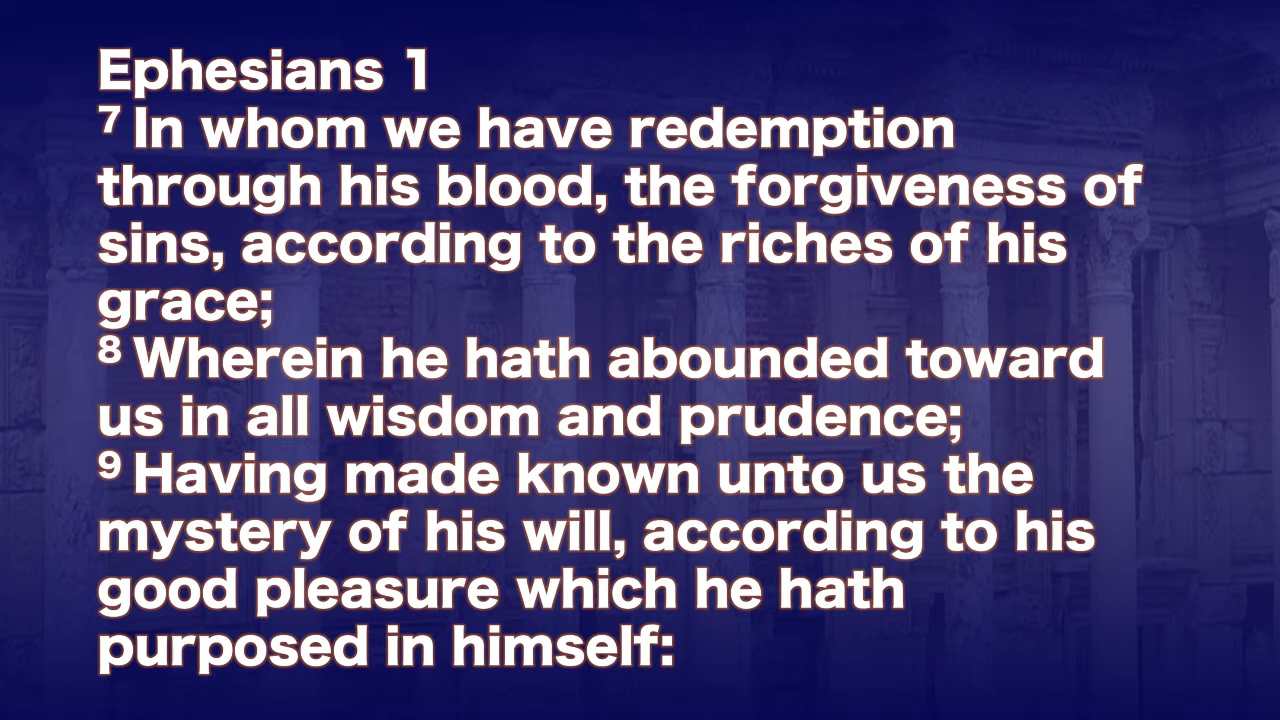 Ephesians 1
7 In whom we have redemption
through his blood, the forgiveness of
sins, according to the riches of his
grace;
8 Wherein he hath abounded toward
us in all wisdom and prudence;
9 Having made known unto us the
mystery of his will, according to his
good pleasure which he hath
purposed in himself: